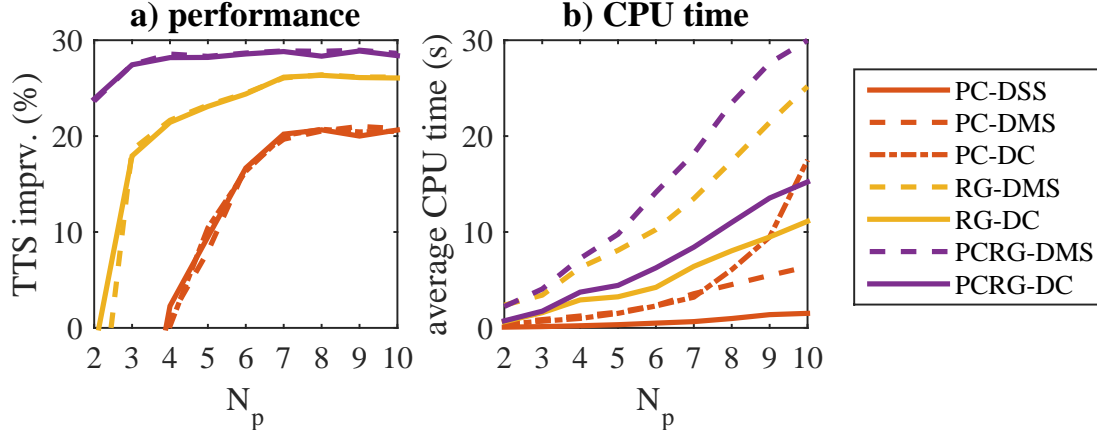 a) performance
TTS imprv. (%)
30
20
10
0
2 3 4 5 6 7 8 9 10
N_p
b) CPU time
average CPU time (s)
30
20
10
0
2 3 4 5 6 7 8 9 10
N_p
PC-DSS
PC-DMS
PC-DC
RG-DMS
RG-DC
PCRG-DMS
PCRG-DC